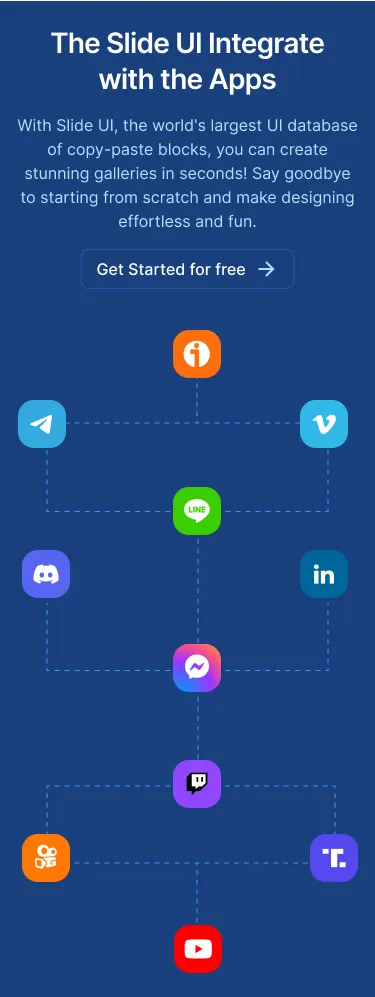 The Slide UI Integrate
with the Apps
With Slide UI, the world's largest UI database
of copy-paste blocks, you can create
stunning galleries in seconds! Say goodbye
to starting from scratch and make designing
effortless and fun.
Get Started for free
LINE
in